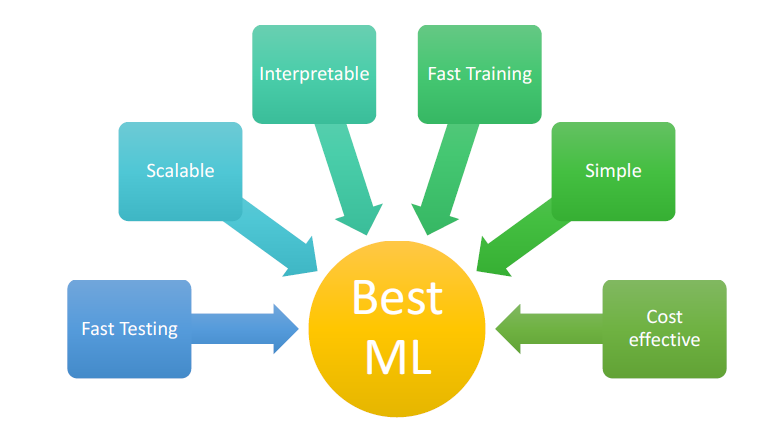 Interpretable
Fast Training
Scalable
Simple
Fast Testing
Best
ML
Cost
effective